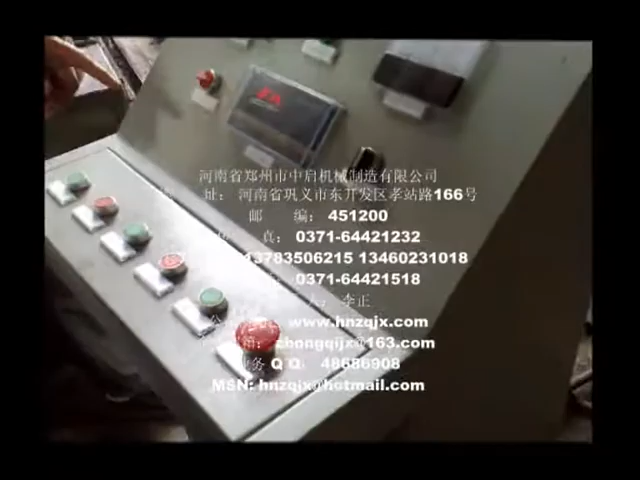 河南省郑州市中启机械制造有限公司
址： 河南省巩义市东开发区孝站路166号
邮 编： 451200
真： 0371-64421232
13783506215 13460231018
0371-64421518
李正
www.hnzqjx.com
zhongqijx@163.com
务QQ： 48686908
MSN: hnzqjx@hotmail.com